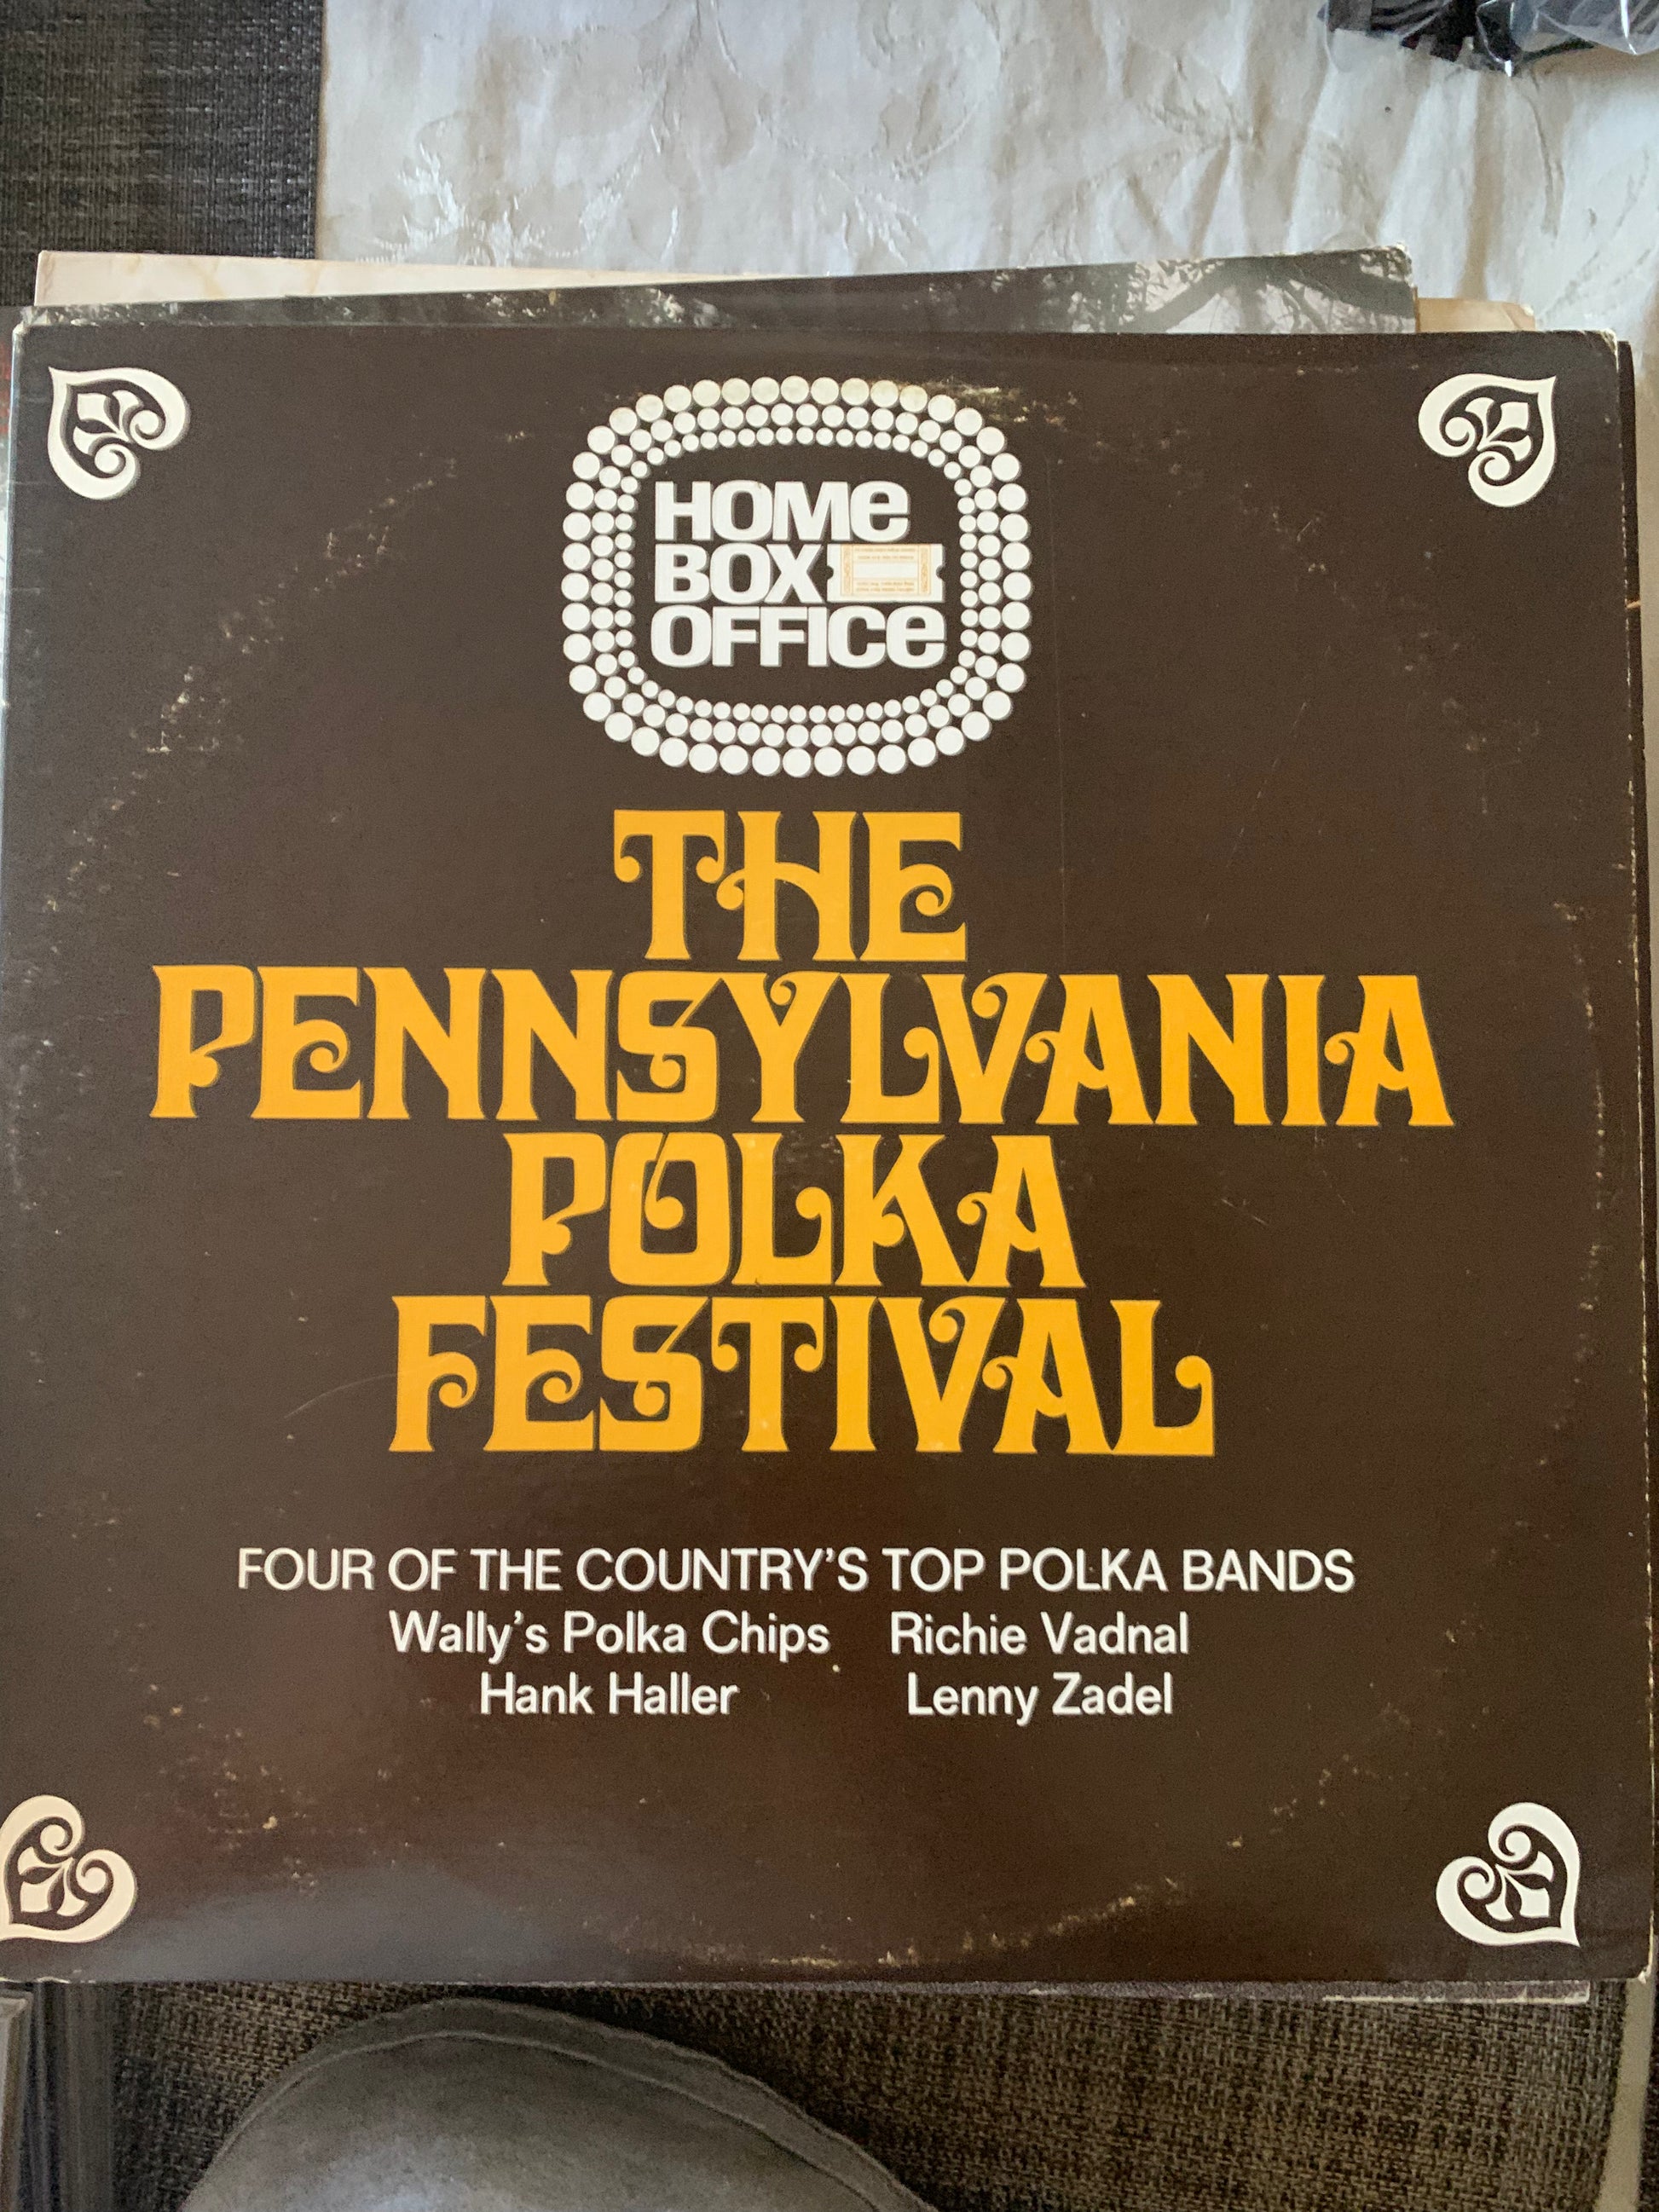 HOME
BOX
OFFICE
THE
PENNSYLVANIA
POLKA
FESTIVAL
FOUR OF THE COUNTRY'S TOP POLKA BANDS
Wally's Polka Chips Richie Vadnal
Hank Haller Lenny Zadel